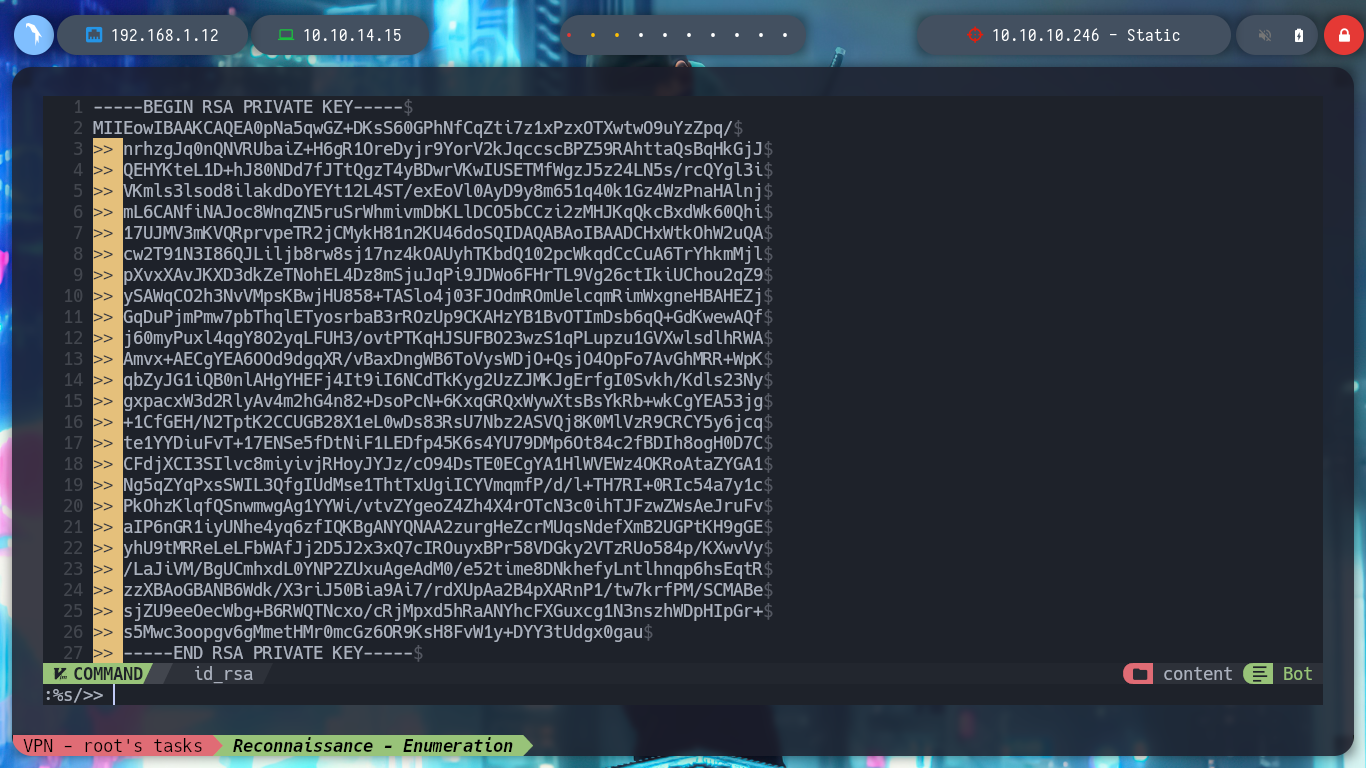 192.168.1.12
10.10.14.15
10.10.10.246 - Static
1 -----BEGIN RSA PRIVATE KEY-----$
2 MIIEowIBAAKCAQEA0pNa5qwGZ+DKsS60GPhNfCqZti7z1xPzxOTXwtwO9uYzZpq/$
3 >> nrhzgJq0nQNVRUbaiZ+H6gR1OreDyjr9YorV2kJqccscBPZ59RAhttaQsBqHkGjJ$
4 >> QEHYKteL1D+hJ80NDd7fJTtQgzT4yBDwrVKwIUSETMfWgzJ5z24LN5s/rcQYgl3i$
5 >> VKmls3lsod8ilakdDoYEYt12L4ST/exEoVl0AyD9y8m651q40k1Gz4WzPnaHAlnj$
6 >> mL6CANfiNAJoc8WnqZN5ruSrWhmivmDbKLlDCO5bCCzi2zMHJKqQkcBxdWk60Qhi$
7 >> 17UJMV3mKVQRprvpeTR2jCMykH81n2KU46doSQIDAQABAoIBAADCHxWtkOhW2uQA$
8 >> cw2T91N3I86QJLiljb8rw8sj17nz4kOAUyhTKbdQ102pcWkqdCcCuA6TrYhkmMjl$
9 >> pXvxXAvJKXD3dkZeTNohEL4Dz8mSjuJqPi9JDWo6FHrTL9Vg26ctIkiUChou2qZ9$
10 >> ySAWqCO2h3NvVMpsKBwjHU858+TASlo4j03FJOdmROmUelcqmRimWxgneHBAHEZj$
11 >> GqDuPjmPmw7pbThqlETyosrbaB3rROzUp9CKAHzYB1BvOTImDsb6qQ+GdKwewAQf$
12 >> j60myPuxl4qgY8O2yqLFUH3/ovtPTKqHJSUFBO23wzS1qPLupzu1GVXwlsdlhRWA$
13 >> Amvx+AECgYEA6OOd9dgqXR/vBaxDngWB6ToVysWDjO+QsjO4OpFo7AvGhMRR+WpK$
14 >> qbZyJG1iQB0nlAHgYHEFj4It9iI6NCdTkKyg2UzZJMKJgErfgI0Svkh/Kdls23Ny$
15 >> gxpacxW3d2RlyAv4m2hG4n82+DsoPcN+6KxqGRQxWywXtsBsYkRb+wkCgYEA53jg$
16 >> +1CfGEH/N2TptK2CCUGB28X1eL0wDs83RsU7Nbz2ASVQj8K0MlVzR9CRCY5y6jcq$
17 >> te1YYDiuFvT+17ENSe5fDtNiF1LEDfp45K6s4YU79DMp6Ot84c2fBDIh8ogH0D7C$
18 >> CFdjXCI3SIlvc8miyivjRHoyJYJz/cO94DsTE0ECgYA1HlWVEWz4OKRoAtaZYGA1$
19 >> Ng5qZYqPxsSWIL3QfgIUdMse1ThtTxUgiICYVmqmfP/d/l+TH7RI+0RIc54a7y1c$
20 >> PkOhzKlqfQSnwmwgAg1YYWi/vtvZYgeoZ4Zh4X4rOTcN3c0ihTJFzwZWsAeJruFv$
21 >> aIP6nGR1iyUNhe4yq6zfIQKBgANYQNAA2zurgHeZcrMUqsNdefXmB2UGPtKH9gGE$
22 >> yhU9tMRReLeLFbWAfJj2D5J2x3xQ7cIROuyxBPr58VDGky2VTzRUo584p/KXwvVy$
23 >> /LaJiVM/BgUCmhxdL0YNP2ZUxuAgeAdM0/e52time8DNkhefyLntlhnqp6hsEqtR$
24 >> zzXBAoGBANB6Wdk/X3riJ50Bia9Ai7/rdXUpAa2B4pXARnP1/tw7krfPM/SCMABe$
25 >> sjZU9eeOecWbg+B6RWQTNcxo/cRjMpxd5hRaANYhcFXGuxcg1N3nszhWDpHIpGr+$
26 >> s5Mwc3oopgv6gMmetHMr0mcGz6OR9KsH8FvW1y+DYY3tUdgx0gau$
27 >> -----END RSA PRIVATE KEY-----$
COMMAND id_rsa content Bot
:%s/>>
VPN - root's tasks Reconnaissance - Enumeration